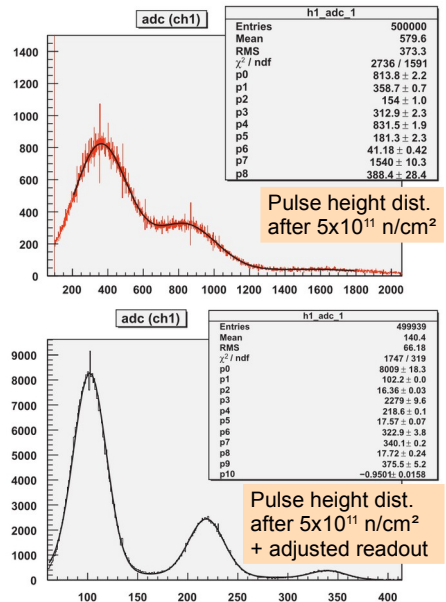 adc (ch1)
h1_adc_1
Entries 500000
Mean 579.6
RMS 373.3
χ² / ndf 2736 / 1591
p0 813.8 ± 2.2
p1 358.7 ± 0.7
p2 154 ± 1.0
p3 312.9 ± 2.3
p4 831.5 ± 1.9
p5 181.3 ± 2.3
p6 41.18 ± 0.42
p7 1540 ± 10.3
p8 388.4 ± 28.4
1400
1200
1000
800
600
400
200
0
200 400 600 800 1000 1200 1400 1600 1800 2000
Pulse height dist.
after 5x10¹¹ n/cm²
adc (ch1)
h1_adc_1
Entries 499939
Mean 140.4
RMS 66.18
χ² / ndf 1747 / 319
p0 8009 ± 18.3
p1 102.2 ± 0.0
p2 16.36 ± 0.03
p3 2279 ± 9.6
p4 218.6 ± 0.1
p5 17.57 ± 0.07
p6 322.9 ± 3.8
p7 340.1 ± 0.2
p8 17.72 ± 0.24
p9 375.5 ± 5.2
p10 −0.9501± 0.0158
9000
8000
7000
6000
5000
4000
3000
2000
1000
0
100 150 200 250 300 350 400
Pulse height dist.
after 5x10¹¹ n/cm²
+ adjusted readout